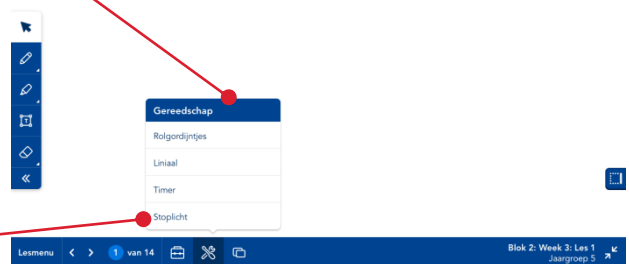 T
Gereedschap
Rolgordijntjes
Liniaal
Timer
Stoplicht
Lesmenu
1 van 14
Blok 2: Week 3: Les 1
Jaargroep 5